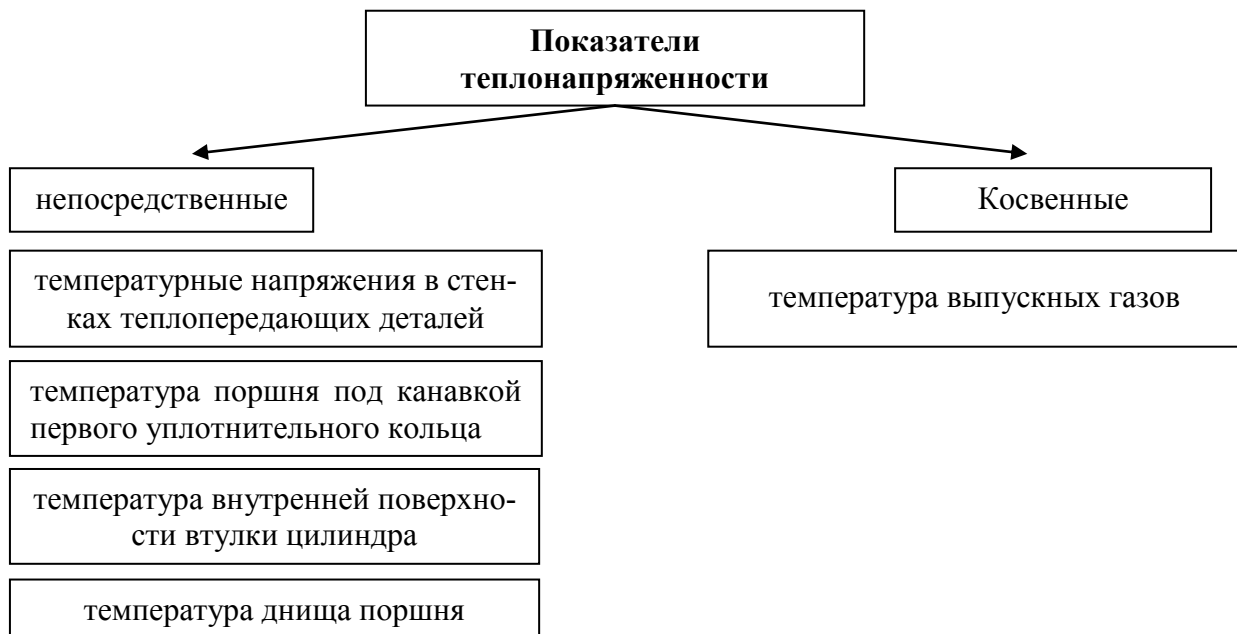 Показатели
теплонапряженности
непосредственные
Косвенные
температурные напряжения в стен-
ках теплопередающих деталей
температура выпускных газов
температура поршня под канавкой
первого уплотнительного кольца
температура внутренней поверхно-
сти втулки цилиндра
температура днища поршня